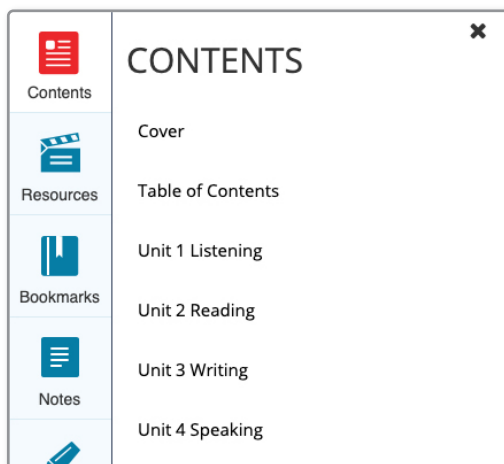 CONTENTS
Contents
Cover
Resources
Table of Contents
Unit 1 Listening
Bookmarks
Unit 2 Reading
Unit 3 Writing
Notes
Unit 4 Speaking